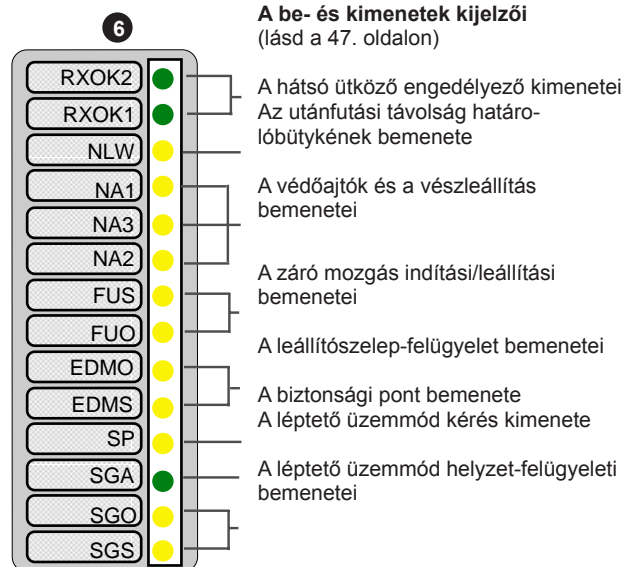 6
A be- és kimenetek kijelzői
(lásd a 47. oldalon)
RXOK2
RXOK1
NLW
NA1
NA3
NA2
FUS
FUO
EDMO
EDMS
SP
SGA
SGO
SGS
A hátsó ütköző engedélyező kimenetei
Az utánfutási távolság határo-
lóbütykének bemenete
A védőajtók és a vészleállítás
bemenetei
A záró mozgás indítási/leállítási
bemenetei
A leállítószelep-felügyelet bemenetei
A biztonsági pont bemenete
A léptető üzemmód kérés kimenete
A léptető üzemmód helyzet-felügyeleti
bemenetei